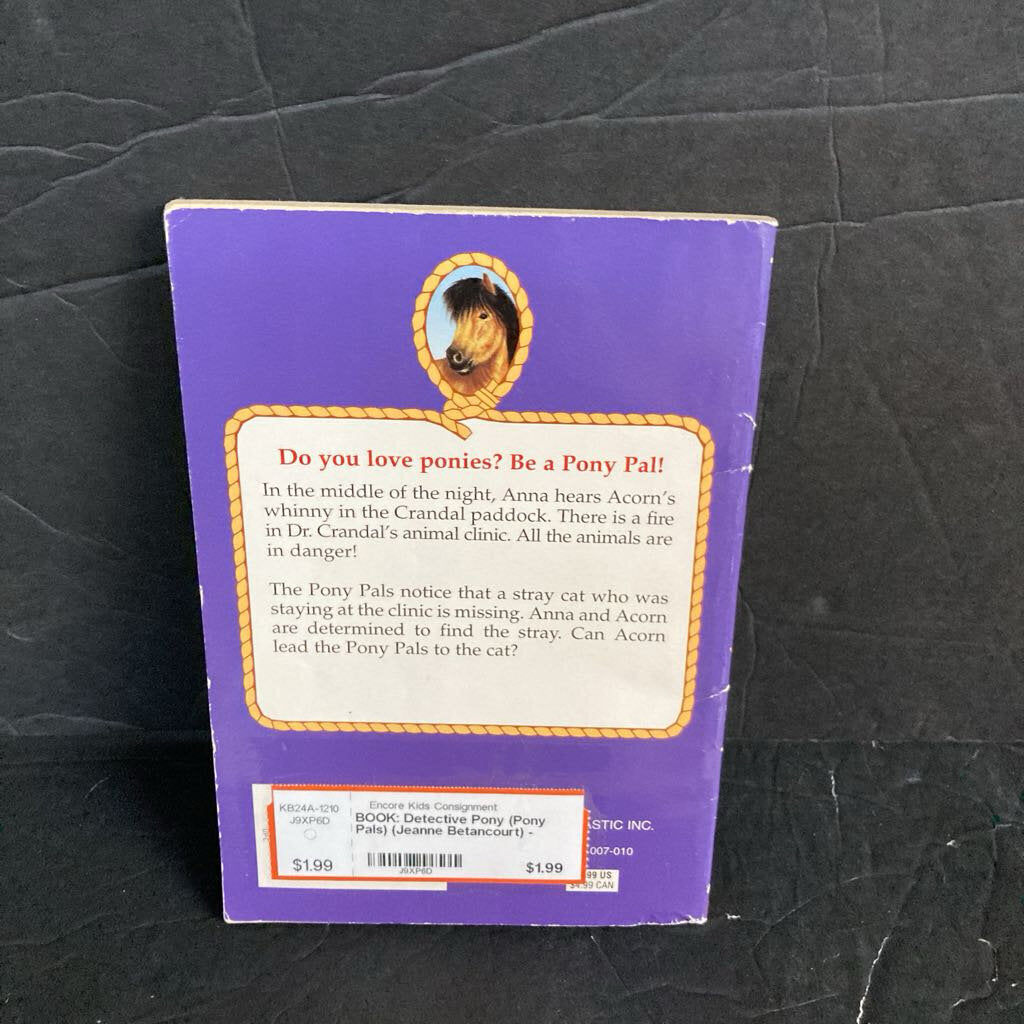 Do you love ponies? Be a Pony Pal!
In the middle of the night, Anna hears Acorn's
whinny in the Crandal paddock. There is a fire
in Dr. Crandal's animal clinic. All the animals are
in danger!
The Pony Pals notice that a stray cat who was
staying at the clinic is missing. Anna and Acorn
are determined to find the stray. Can Acorn
lead the Pony Pals to the cat?
KB24A-1210
J9XP6D
$1.99
Encore Kids Consignment
BOOK: Detective Pony (Pony
Pals) (Jeanne Betancourt) -
J9XP6D
$1.99
ASTIC INC.
007-010
99 US
$4.99 CAN